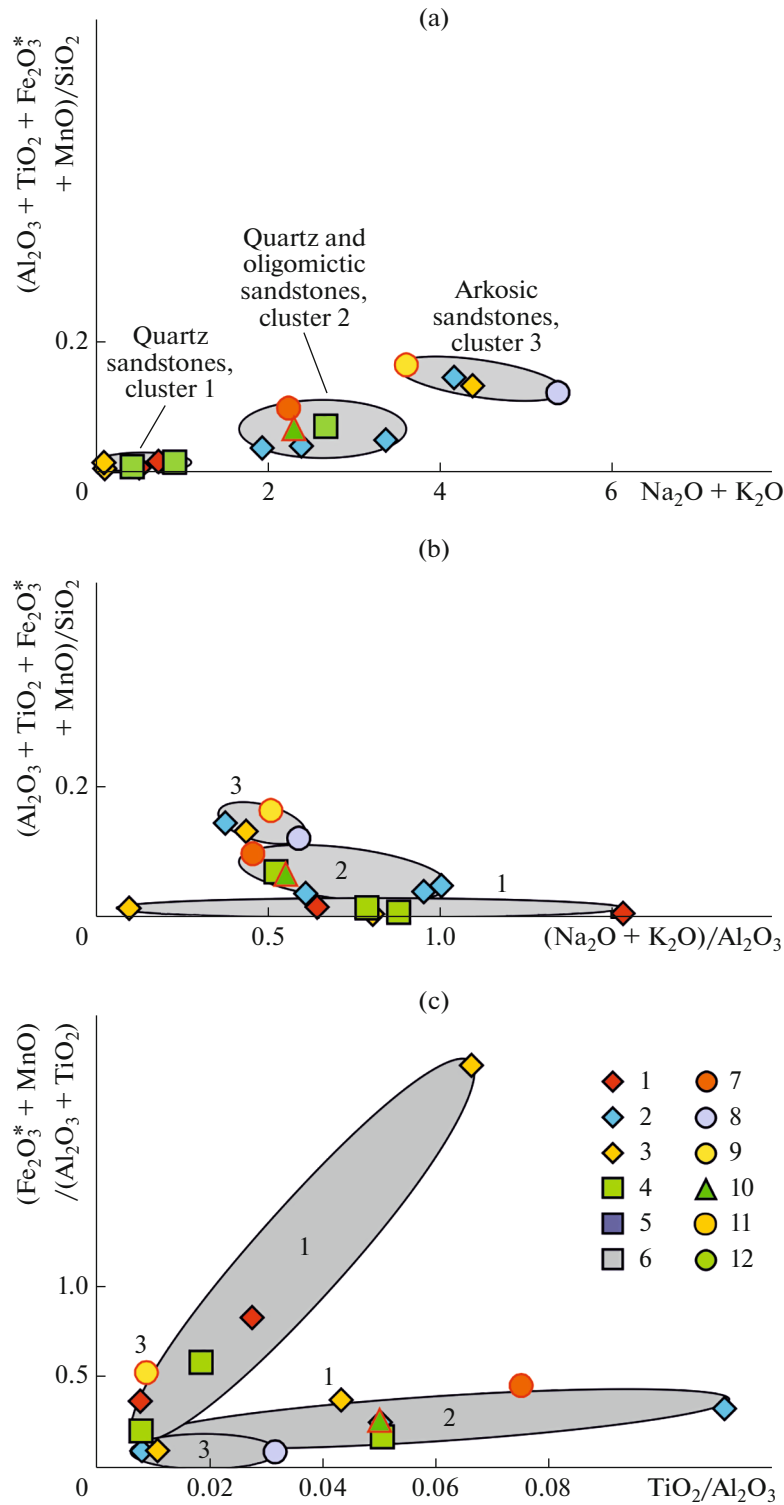 (a)
(Al₂O₃ + TiO₂ + Fe₂O₃*
+ MnO)/SiO₂
Quartz and
oligomictic
sandstones,
cluster 2
Arkosic
sandstones,
cluster 3
Quartz
sandstones,
cluster 1
0.2
0
2
4
6
Na₂O + K₂O
(b)
(Al₂O₃ + TiO₂ + Fe₂O₃*
+ MnO)/SiO₂
0.2
3
2
1
0
0.5
1.0
(Na₂O + K₂O)/Al₂O₃
(c)
(Fe₂O₃* + MnO)
/(Al₂O₃ + TiO₂)
1 7
2 8
3 9
4 10
5 11
6 12
1
1.0
3
0.5
1
2
3
0
0.02
0.04
0.06
0.08
TiO₂/Al₂O₃